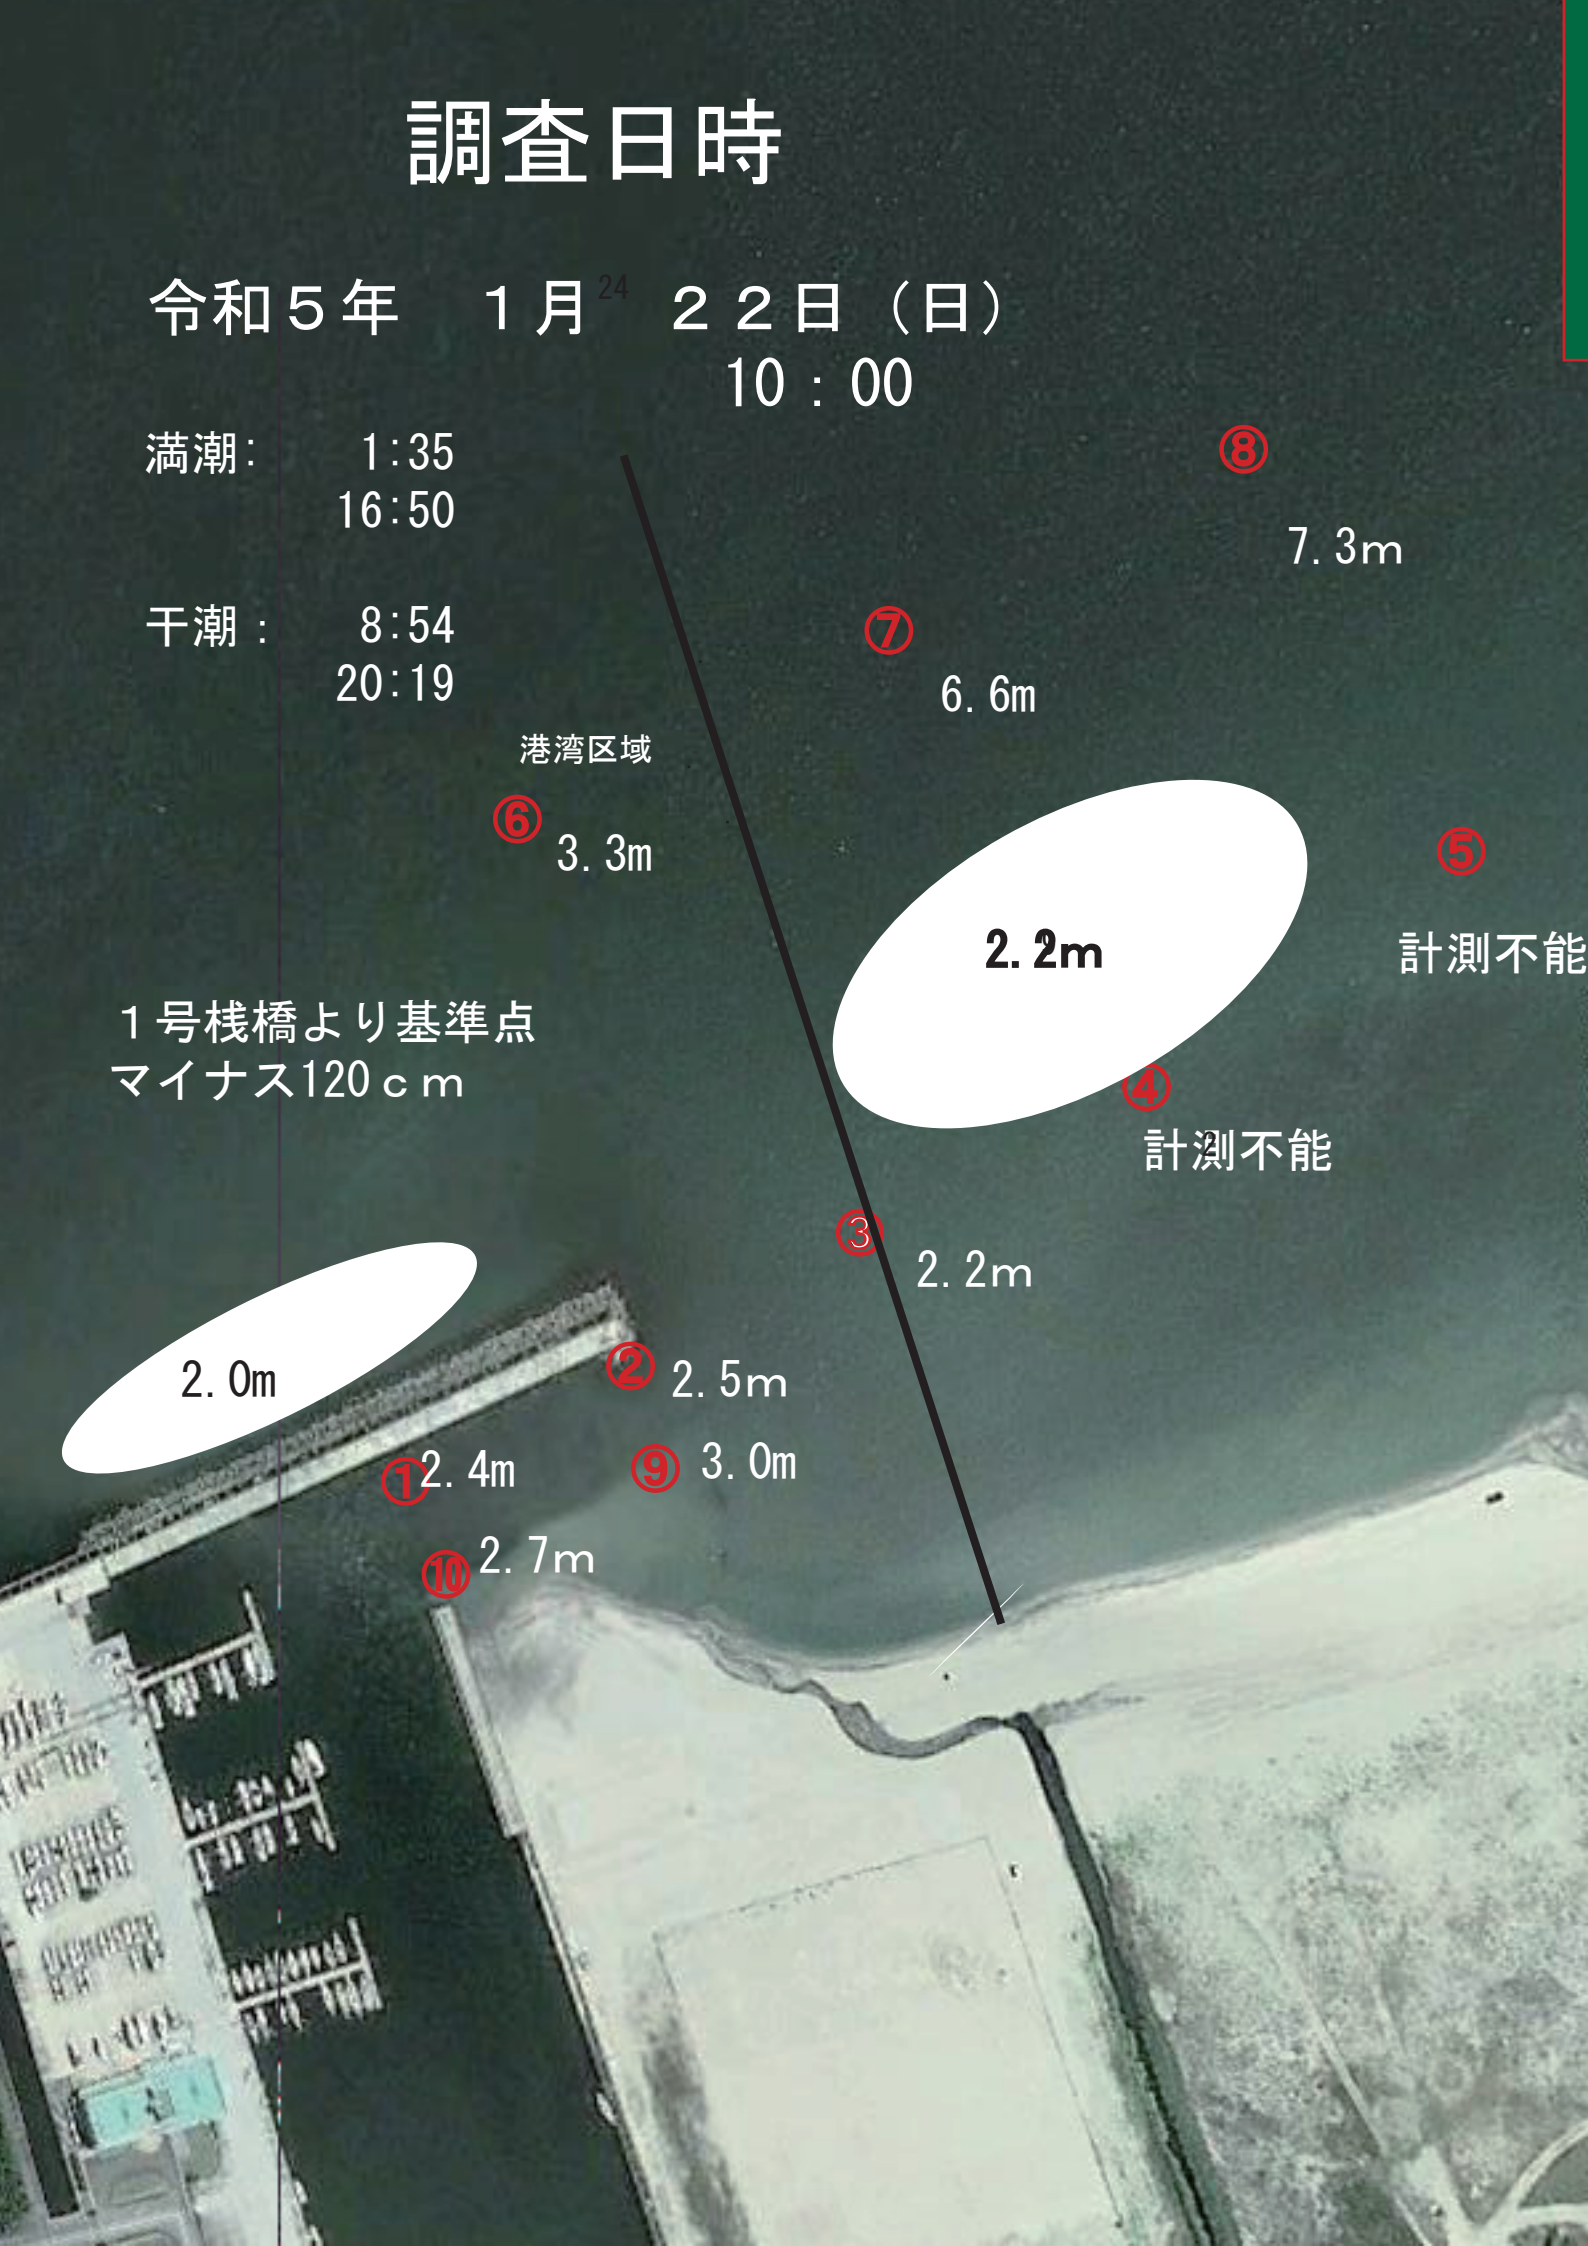 調査日時
令和５年　１月　２２日（日）
24
10：00
満潮：　1:35
16:50
干潮：　8:54
20:19
⑧
7.3ｍ
⑦
6.6m
港湾区域
⑥
3.3m
⑤
計測不能
2.2ｍ
１号桟橋より基準点
マイナス120ｃｍ
④
計測不能
2
③
2.2ｍ
2.0m
②
2.5ｍ
①
2.4m
⑨
3.0m
⑩
2.7ｍ